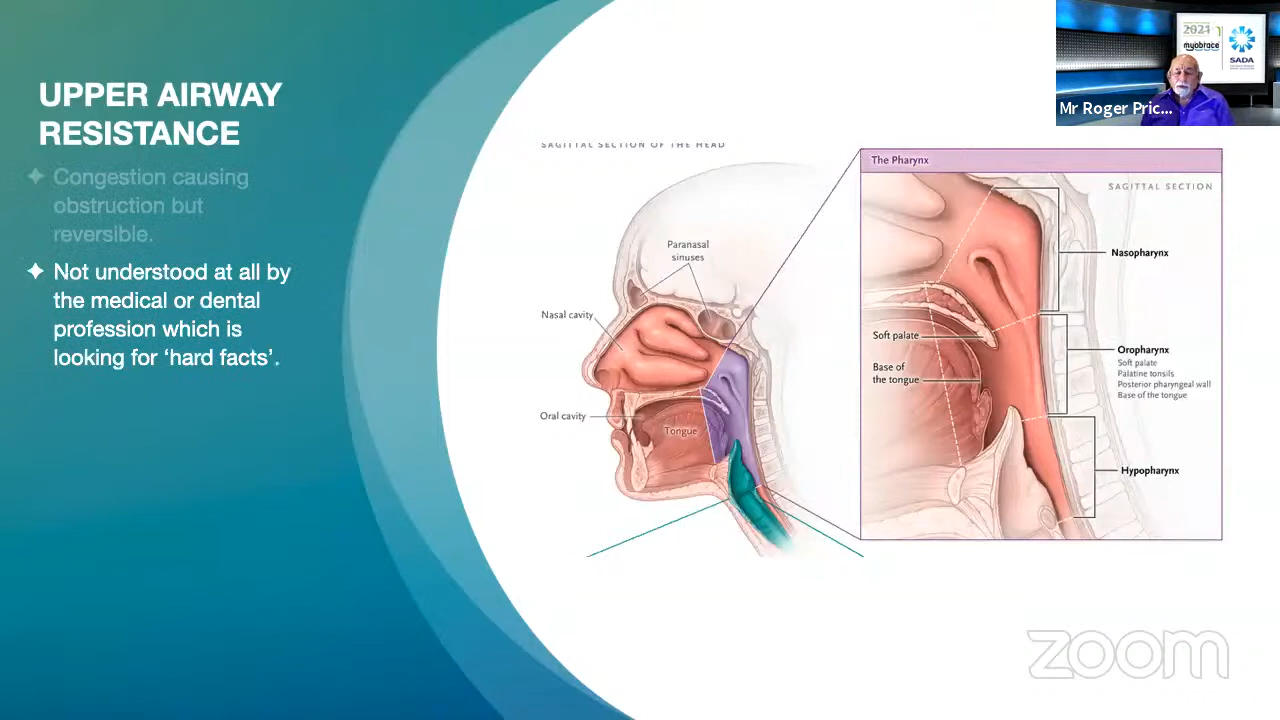 UPPER AIRWAY
RESISTANCE
Congestion causing
obstruction but
reversible.
Not understood at all by
the medical or dental
profession which is
looking for ‘hard facts’.
SAGITTAL SECTION OF THE HEAD
Paranasal
sinuses
Nasal cavity
Oral cavity
Tongue
The Pharynx
SAGITTAL SECTION
Nasopharynx
Soft palate
Base of
the tongue
Oropharynx
Soft palate
Palatine tonsils
Posterior pharyngeal wall
Base of the tongue
Hypopharynx
2021
myobrace
SADA
Mr Roger Pric...
zoom